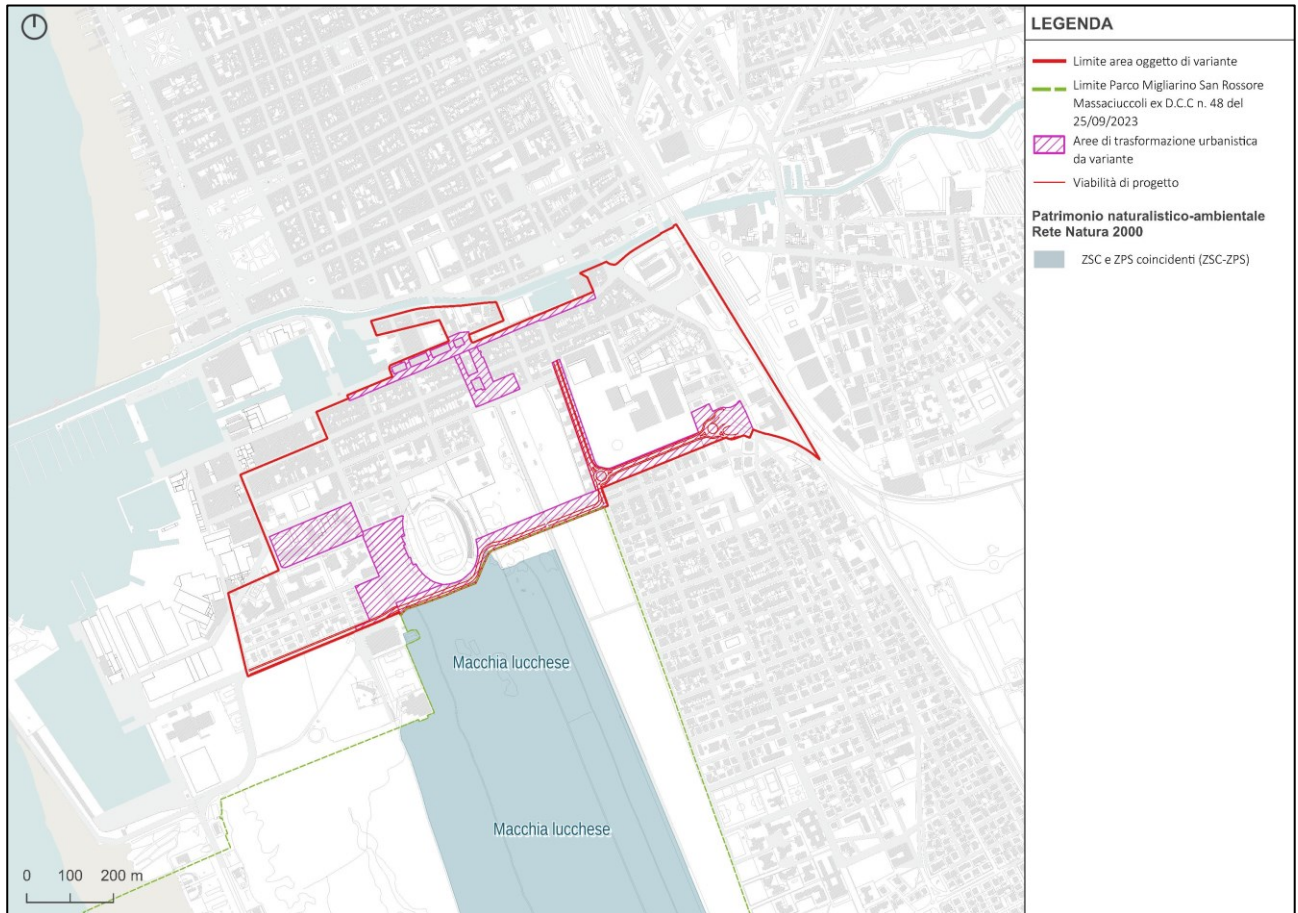 LEGENDA
Limite area oggetto di variante
Limite Parco Migliarino San Rossore
Massaciuccoli ex D.C.C n. 48 del
25/09/2023
Aree di trasformazione urbanistica
da variante
Viabilità di progetto
Patrimonio naturalistico-ambientale
Rete Natura 2000
ZSC e ZPS coincidenti (ZSC-ZPS)
Macchia lucchese
Macchia lucchese
0 100 200 m